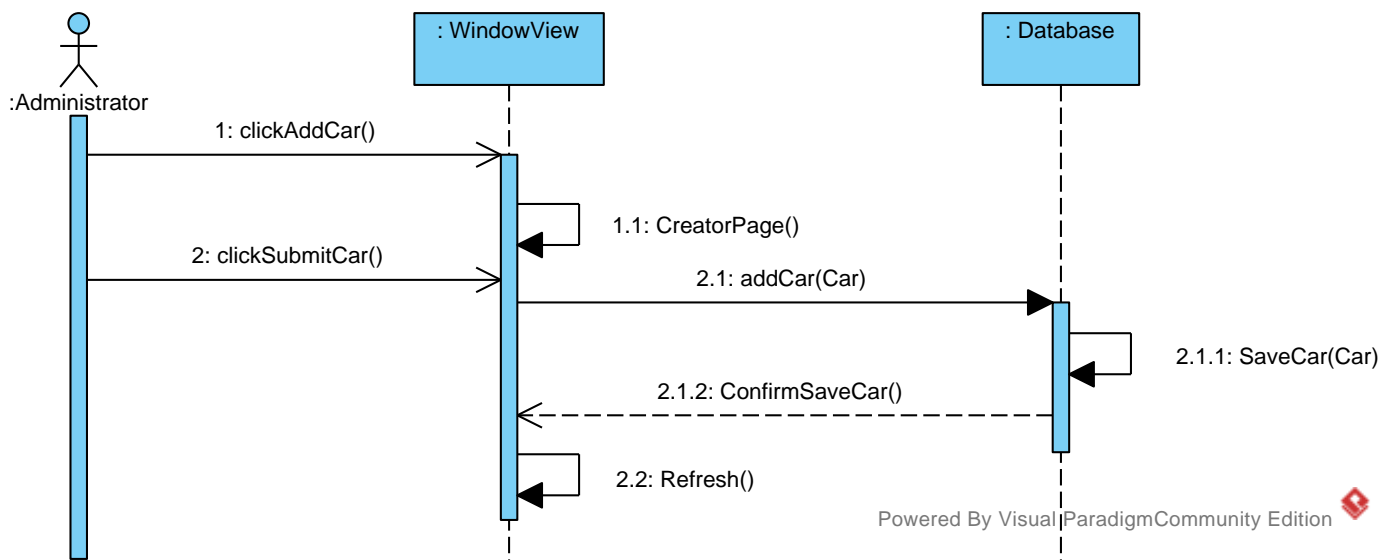 : WindowView
: Database
:Administrator
1: clickAddCar()
1.1: CreatorPage()
2: clickSubmitCar()
2.1: addCar(Car)
2.1.1: SaveCar(Car)
2.1.2: ConfirmSaveCar()
2.2: Refresh()
Powered By Visual ParadigmCommunity Edition